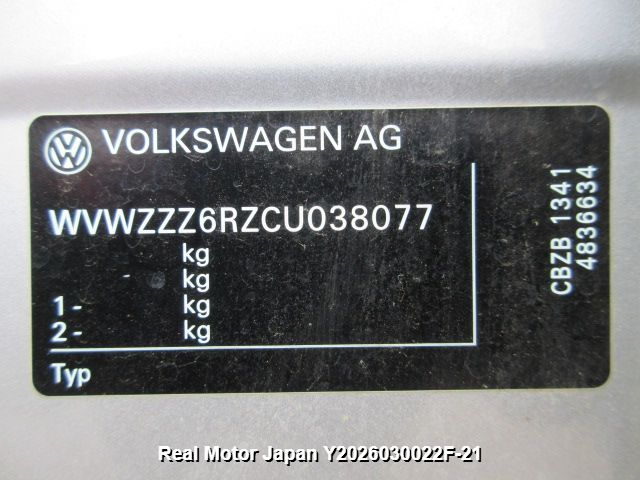 VOLKSWAGEN AG
WVWZZZ6RZCU038077
kg
kg
1- kg
2- kg
Typ
CBZB 1341
4836634
Real Motor Japan Y2026030022F-21